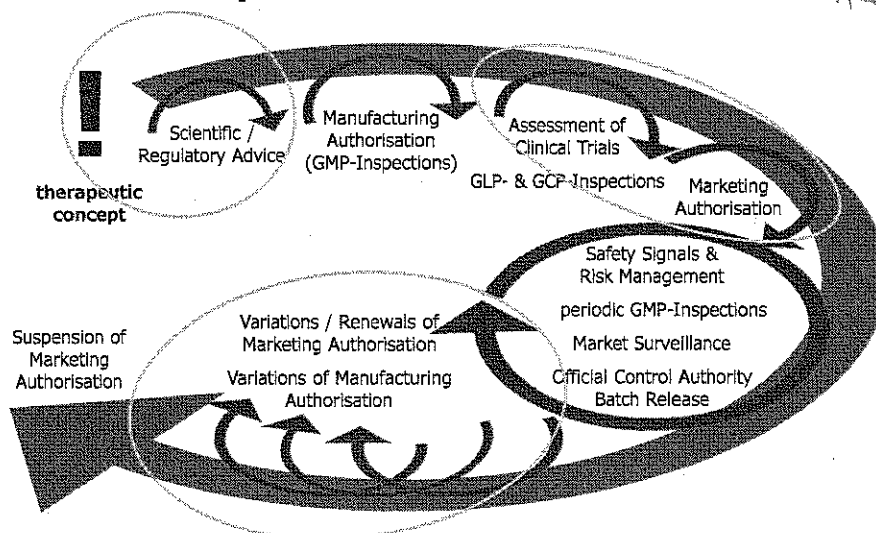 !
therapeutic
concept
Scientific /
Regulatory Advice
Manufacturing
Authorisation
(GMP-Inspections)
Assessment of
Clinical Trials
GLP- & GCP-Inspections
Marketing
Authorisation
Safety Signals &
Risk Management
periodic GMP-Inspections
Market Surveillance
Official Control Authority
Batch Release
Variations / Renewals of
Marketing Authorisation
Variations of Manufacturing
Authorisation
Suspension of
Marketing
Authorisation